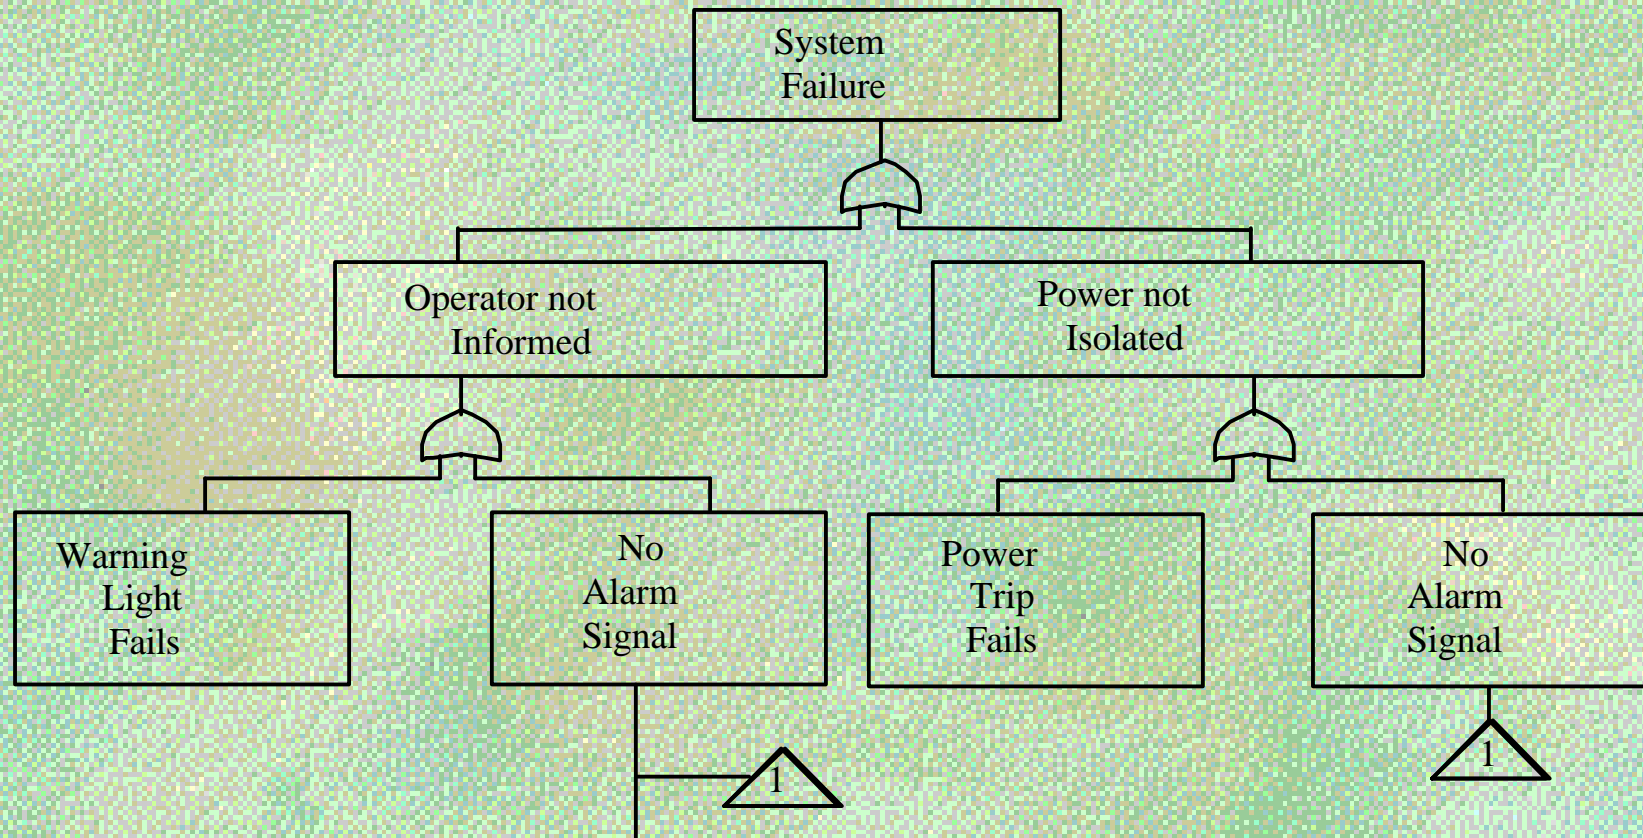 System
Failure
Operator not
Informed
Power not
Isolated
Warning
Light
Fails
No
Alarm
Signal
Power
Trip
Fails
No
Alarm
Signal
1
1